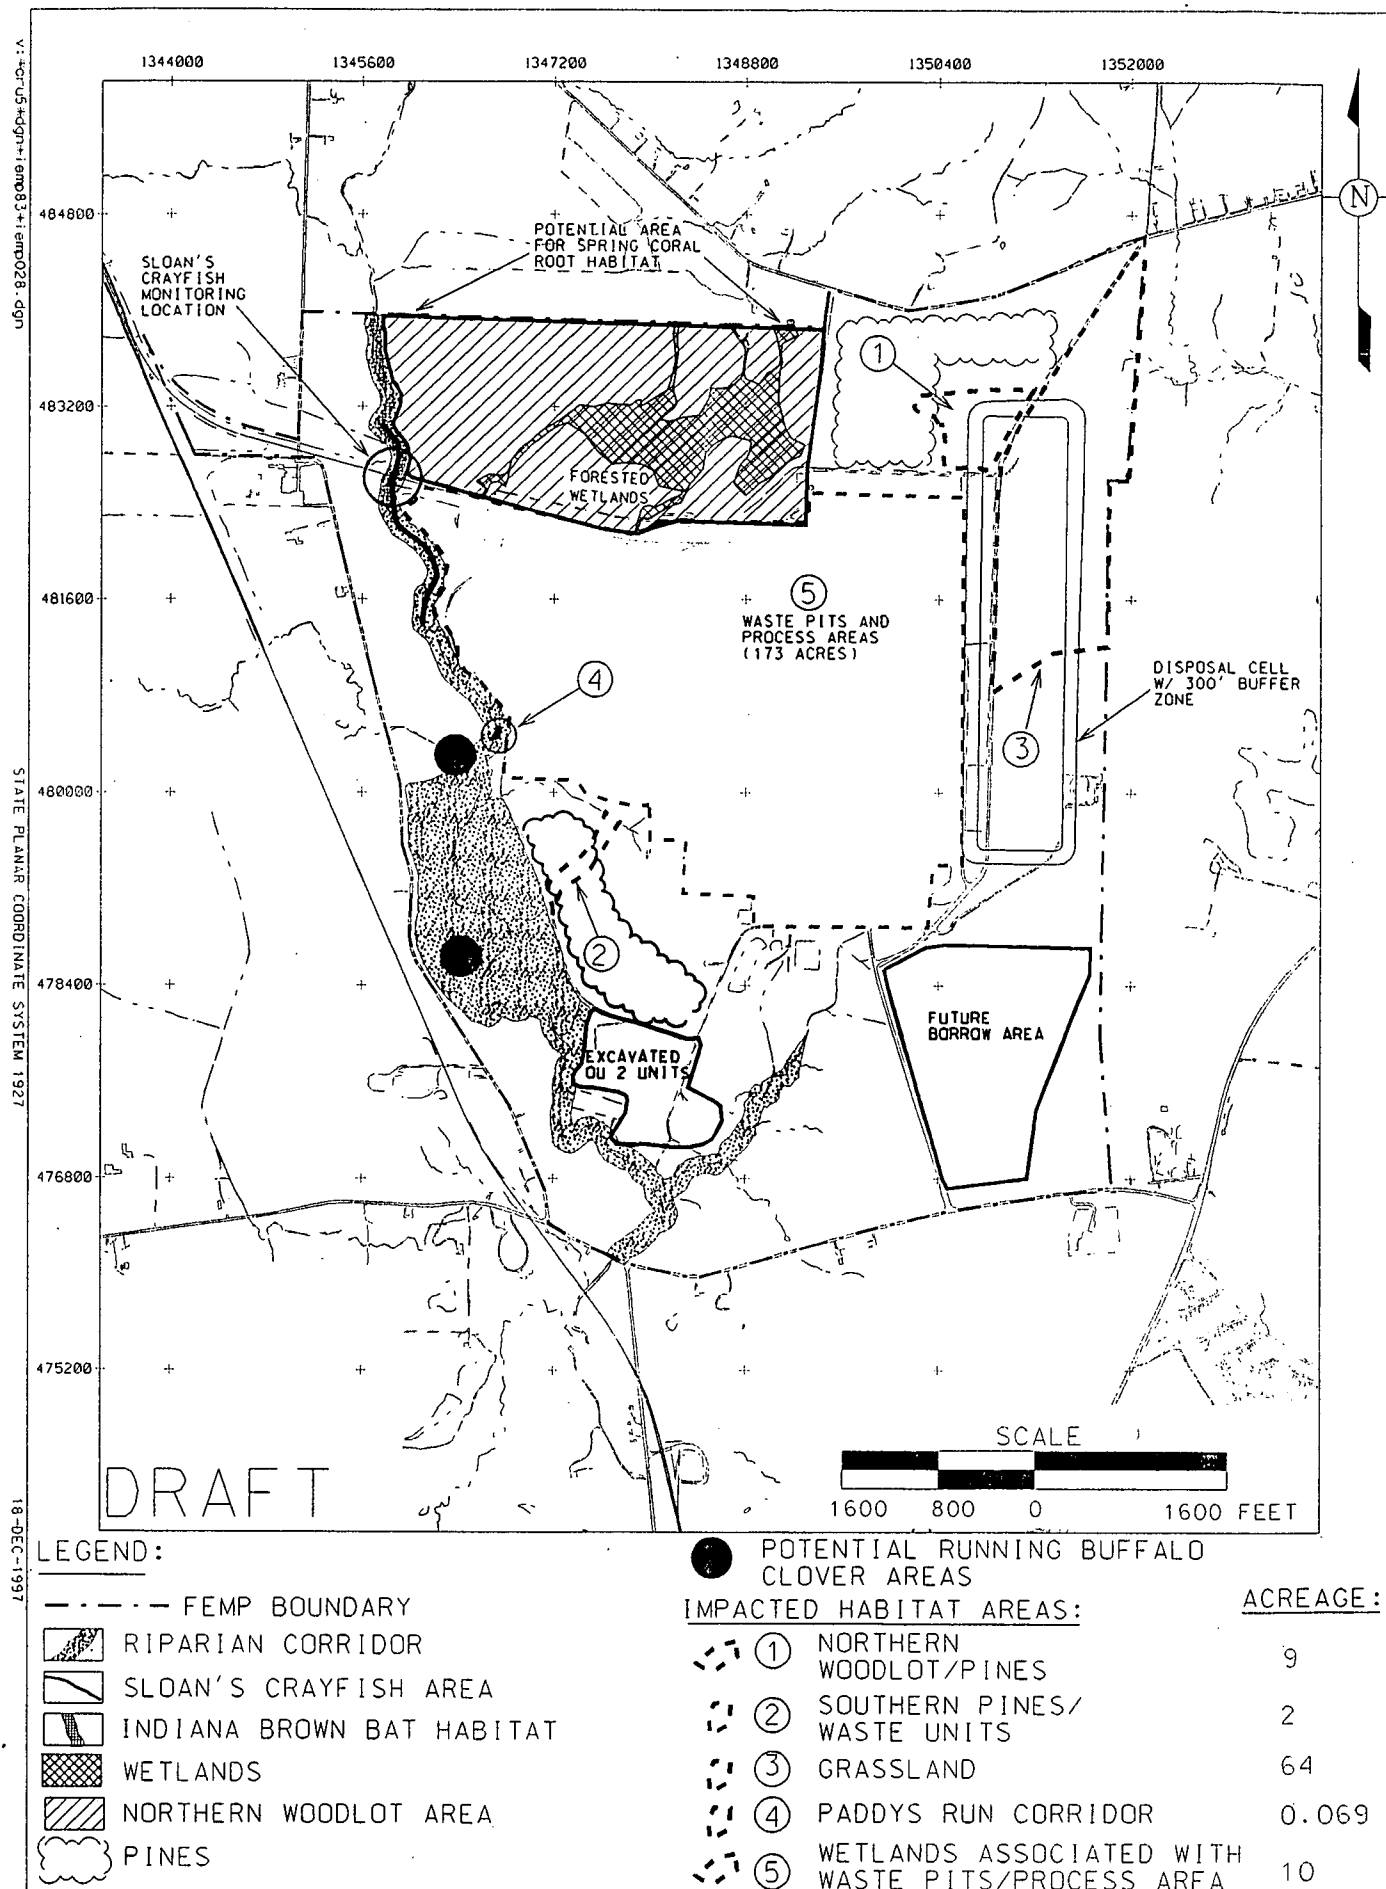 1344000 1345600 1347200 1348800 1350400 1352000
N
484800
483200
481600
480000
478400
476800
475200
STATE PLANAR COORDINATE SYSTEM 1927
18-DEC-1997
POTENTIAL AREA
FOR SPRING CORAL
ROOT HABITAT
SLOAN'S
CRAYFISH
MONITORING
LOCATION
1
FORESTED
WETLANDS
5
WASTE PITS AND
PROCESS AREAS
(173 ACRES)
4
DISPOSAL CELL
W/ 300' BUFFER
ZONE
3
2
FUTURE
BORROW AREA
EXCAVATED
OU 2 UNITS
SCALE
1600 800 0 1600 FEET
DRAFT
LEGEND:
FEMP BOUNDARY
RIPARIAN CORRIDOR
SLOAN'S CRAYFISH AREA
INDIANA BROWN BAT HABITAT
WETLANDS
NORTHERN WOODLOT AREA
PINES
POTENTIAL RUNNING BUFFALO
CLOVER AREAS
IMPACTED HABITAT AREAS: ACREAGE:
1 NORTHERN
WOODLOT/PINES 9
2 SOUTHERN PINES/
WASTE UNITS 2
3 GRASSLAND 64
4 PADDYS RUN CORRIDOR 0.069
5 WETLANDS ASSOCIATED WITH
WASTE PITS/PROCESS AREA 10